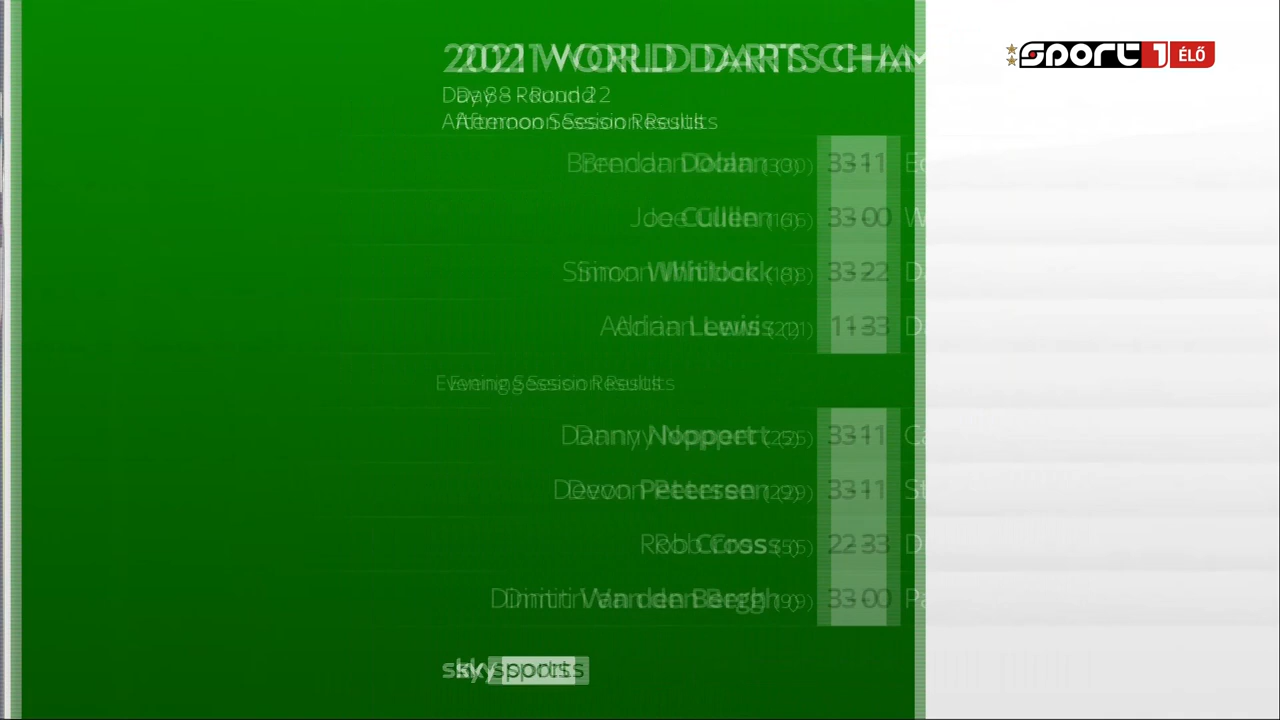 SPORT 1 ÉLŐ
2021 WORLD DARTS
Day 8 - Round 2
Afternoon Session Results
Brendan Dolan (30) 3-1
Joe Cullen (16) 3-0
Simon Whitlock (18) 3-2
Adrian Lewis (21) 1-3
Evening Session Results
Danny Noppert (25) 3-1
Devon Petersen (29) 3-1
Rob Cross (5) 2-3
Dimitri Van den Bergh (9) 3-0
sky sports